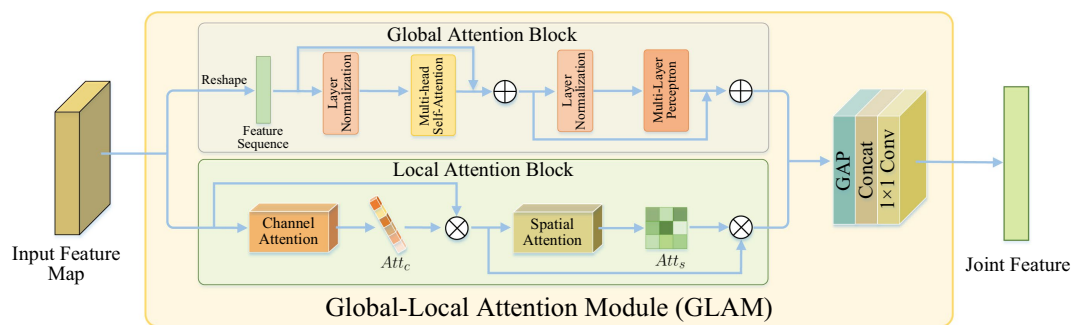 Global Attention Block
Reshape
Feature
Sequence
Layer
Normalization
Multi-head
Self-Attention
Layer
Normalization
Multi-Layer
Perceptron
Local Attention Block
Channel
Attention
Att_c
Spatial
Attention
Att_s
GAP
Concat
1×1 Conv
Input Feature
Map
Joint Feature
Global-Local Attention Module (GLAM)